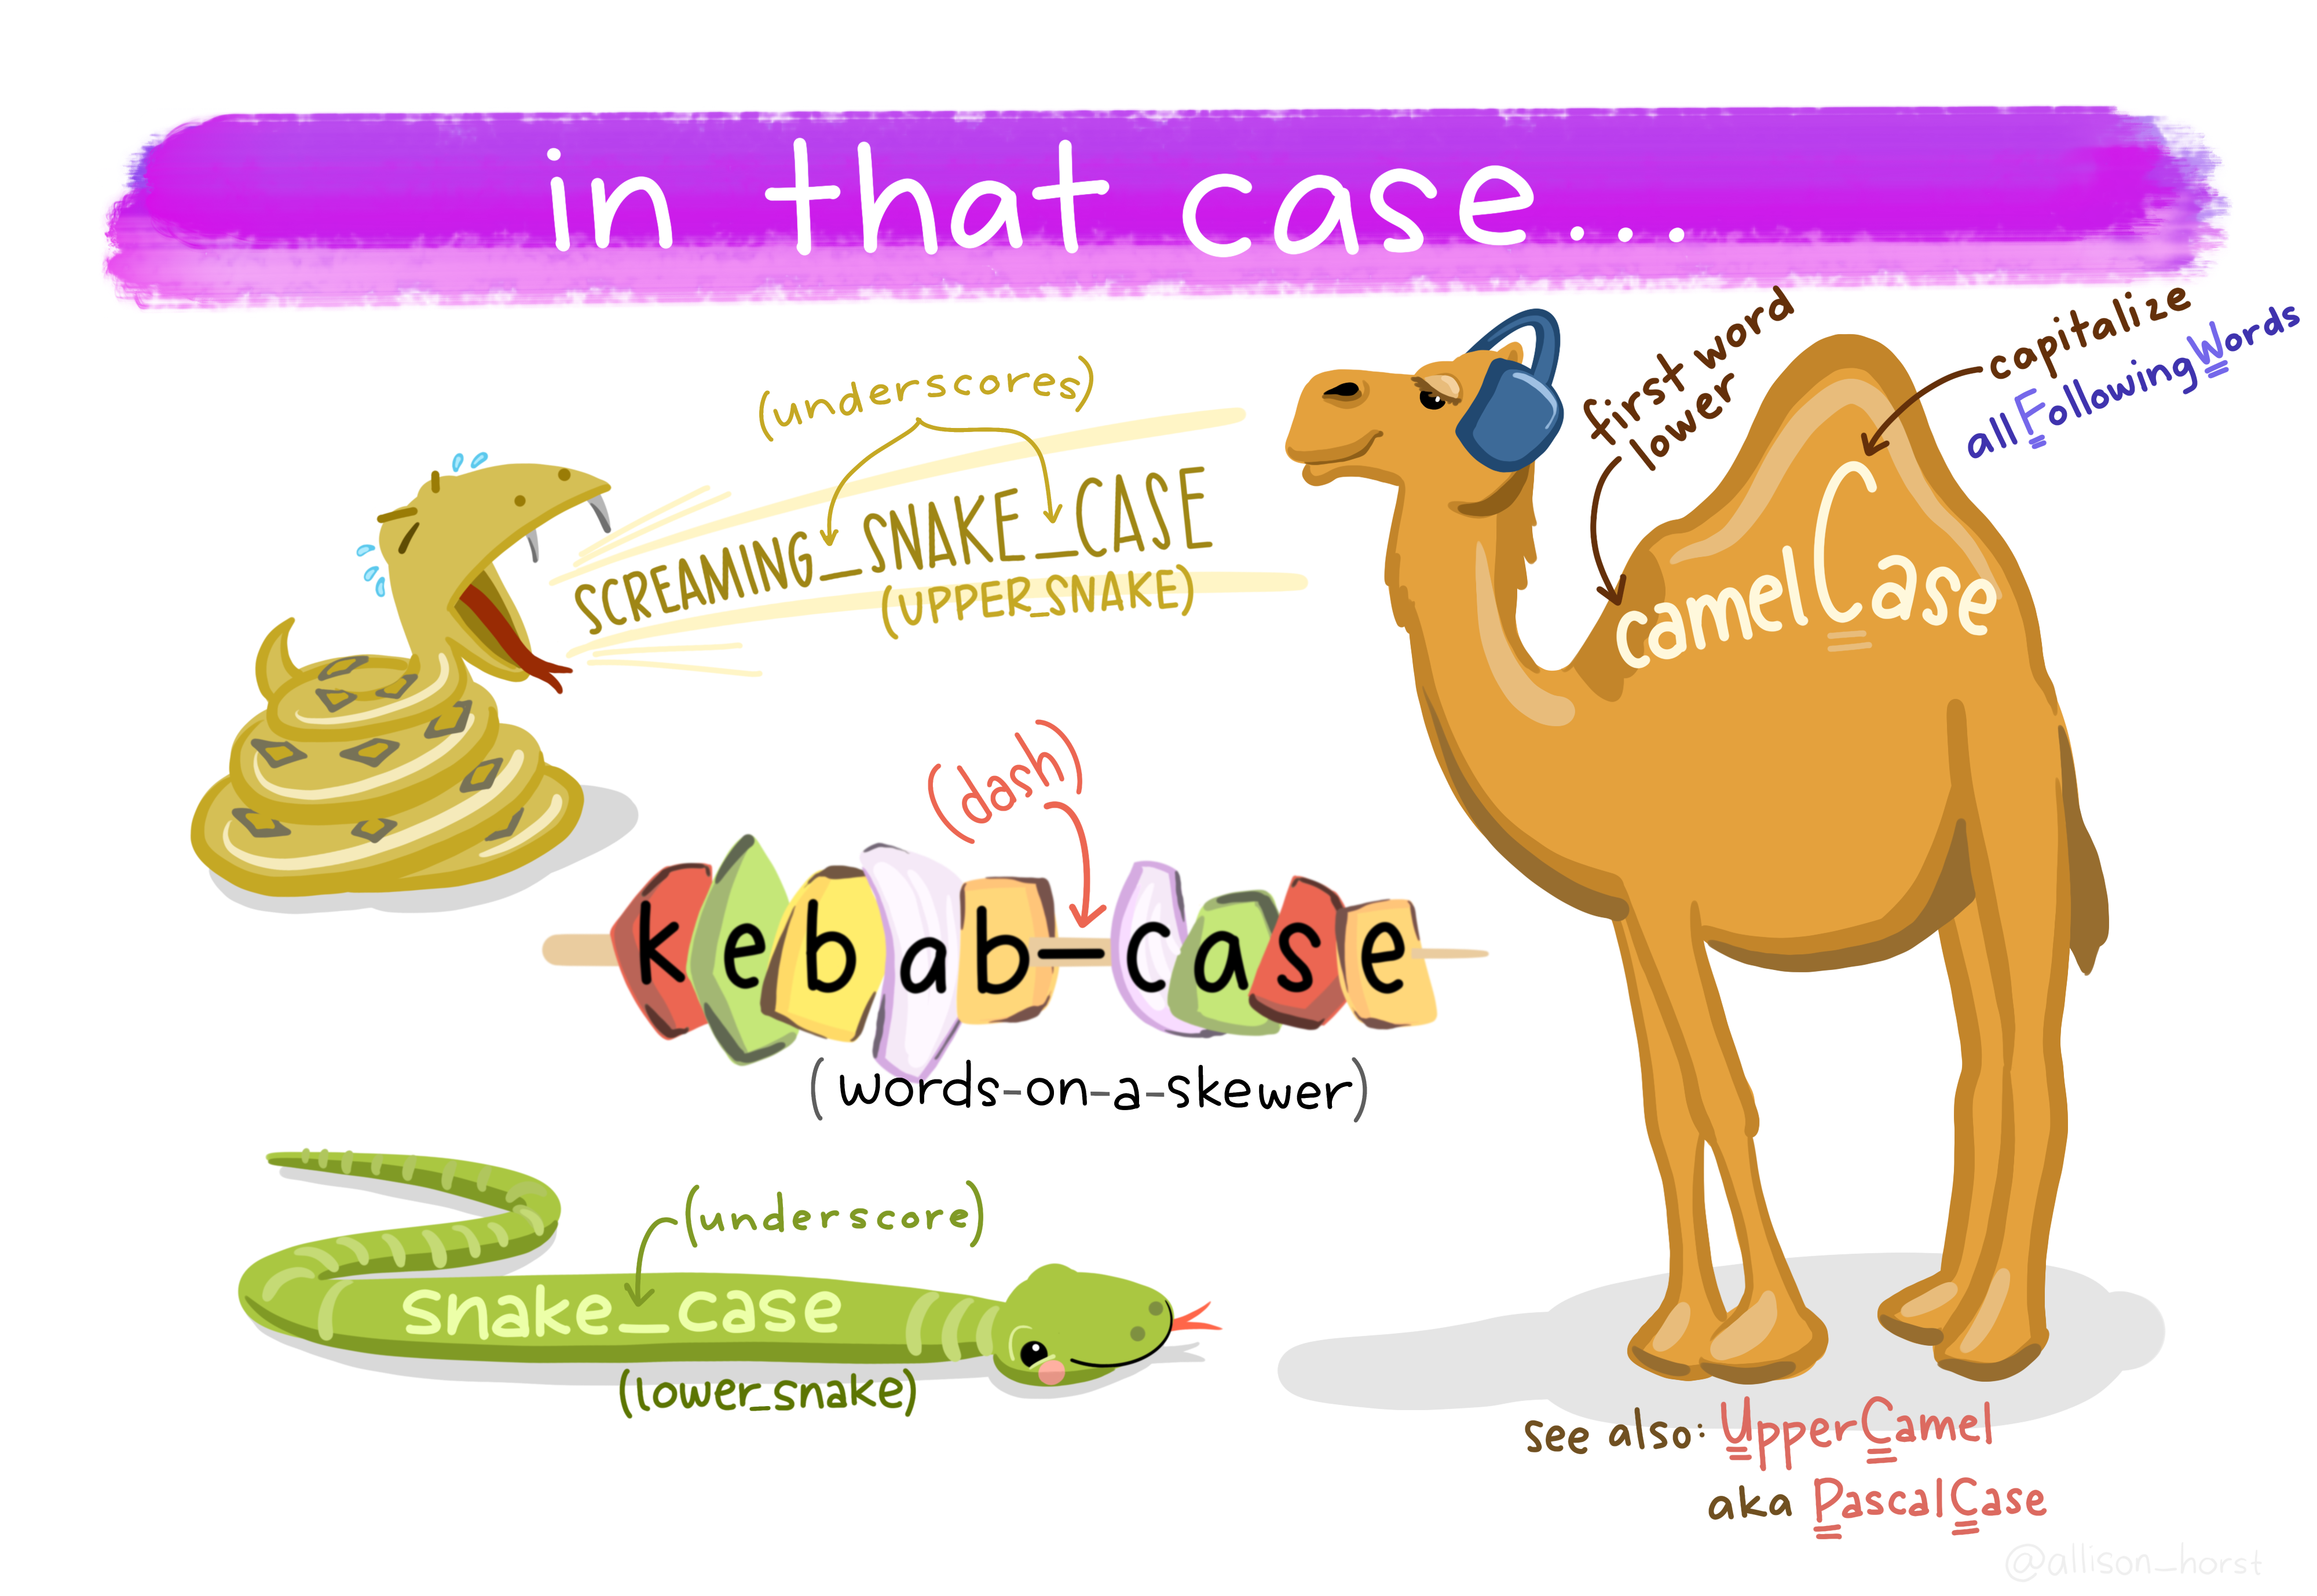 in that case...
(underscores)
SCREAMING_SNAKE_CASE
(UPPER_SNAKE)
first word
lower
capitalize
allFollowingWords
camelCase
(dash)
kebab-case
(words-on-a-skewer)
(underscore)
snake_case
(lower_snake)
see also: UpperCamel
aka PascalCase
@allison_horst